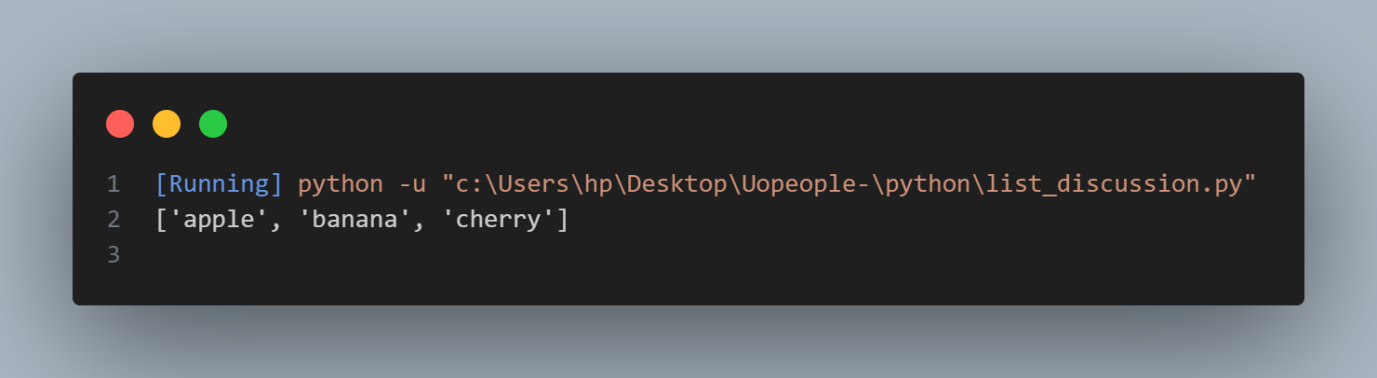 1 [Running] python -u "c:\Users\hp\Desktop\Uopeople-\python\list_discussion.py"
2 ['apple', 'banana', 'cherry']
3